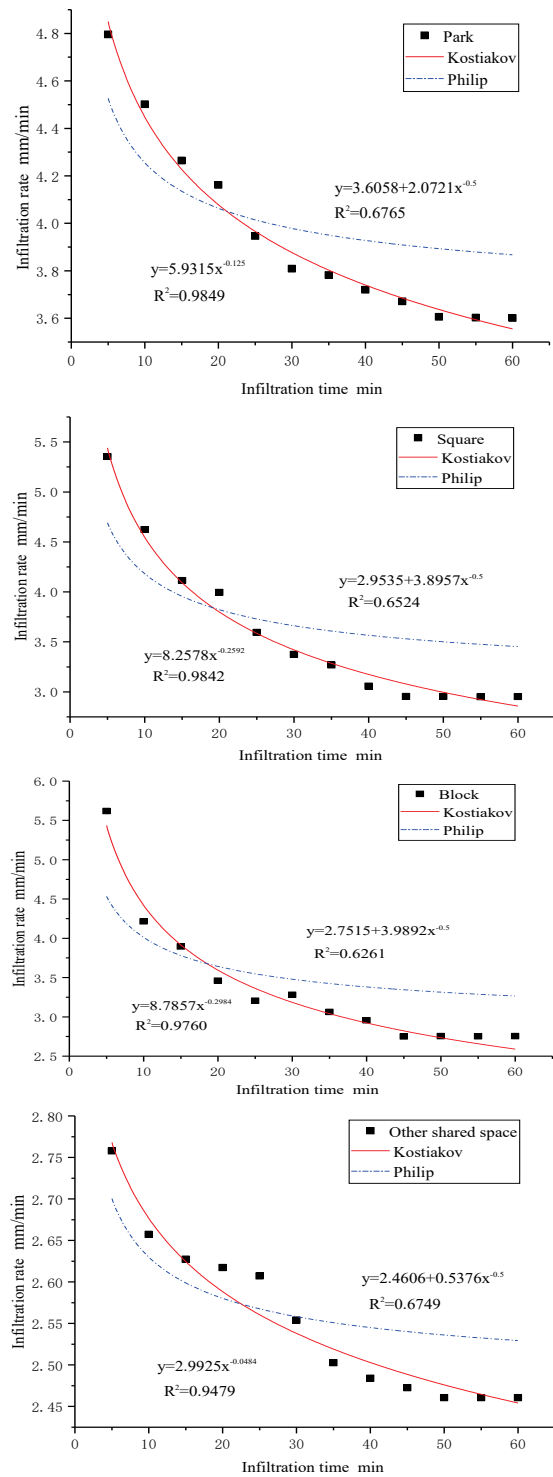 4.8
4.6
4.4
4.2
4.0
3.8
3.6
Infiltration rate mm/min
Park
Kostiakov
Philip
y=3.6058+2.0721x^-0.5
R²=0.6765
y=5.9315x^-0.125
R²=0.9849
0 10 20 30 40 50 60
Infiltration time min
5.5
5.0
4.5
4.0
3.5
3.0
Infiltration rate mm/min
Square
Kostiakov
Philip
y=2.9535+3.8957x^-0.5
R²=0.6524
y=8.2578x^-0.2592
R²=0.9842
0 10 20 30 40 50 60
Infiltration time min
6.0
5.5
5.0
4.5
4.0
3.5
3.0
2.5
Infiltration rate mm/min
Block
Kostiakov
Philip
y=2.7515+3.9892x^-0.5
R²=0.6261
y=8.7857x^-0.2984
R²=0.9760
0 10 20 30 40 50 60
Infiltration time min
2.80
2.75
2.70
2.65
2.60
2.55
2.50
2.45
Infiltration rate mm/min
Other shared space
Kostiakov
Philip
y=2.4606+0.5376x^-0.5
R²=0.6749
y=2.9925x^-0.0484
R²=0.9479
0 10 20 30 40 50 60
Infiltration time min